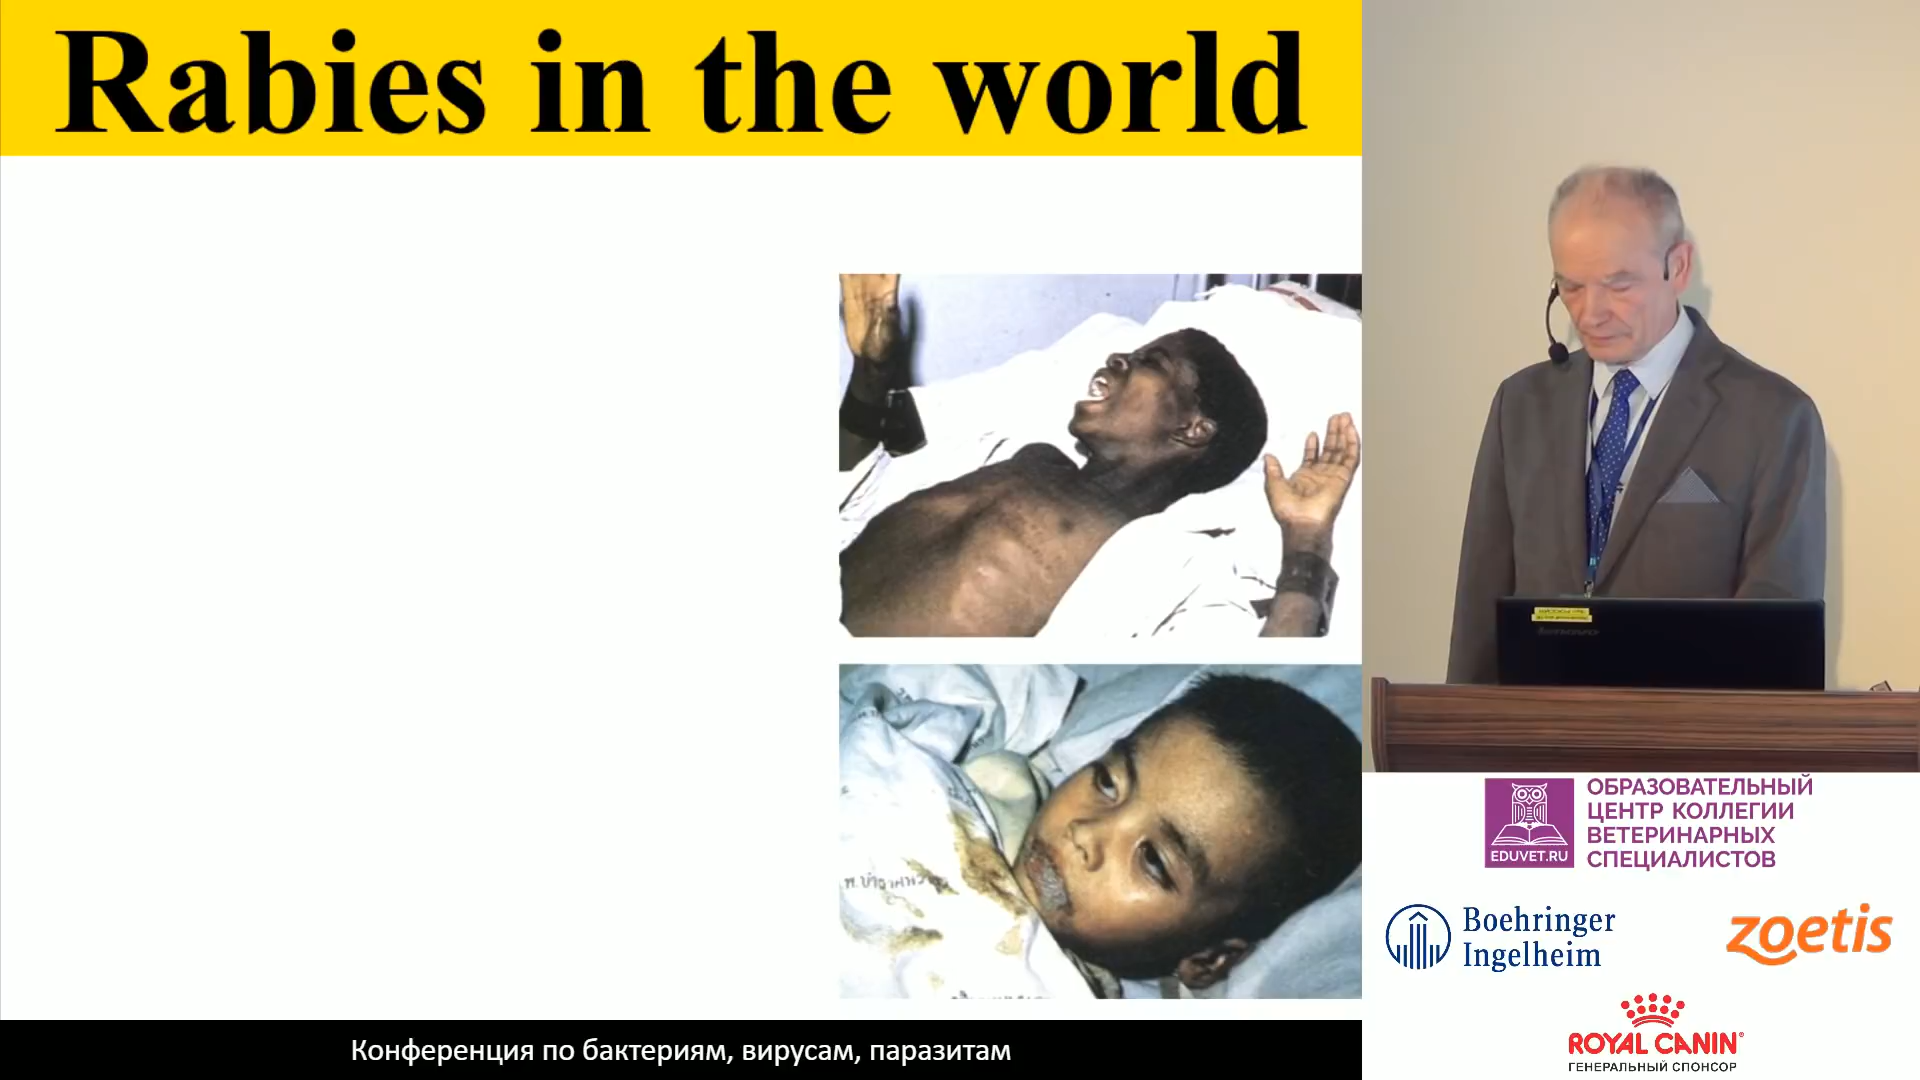 Rabies in the world
ОБРАЗОВАТЕЛЬНЫЙ
ЦЕНТР КОЛЛЕГИИ
ВЕТЕРИНАРНЫХ
СПЕЦИАЛИСТОВ
EDUVET.RU
Boehringer
Ingelheim
zoetis
ROYAL CANIN
ГЕНЕРАЛЬНЫЙ СПОНСОР
Конференция по бактериям, вирусам, паразитам